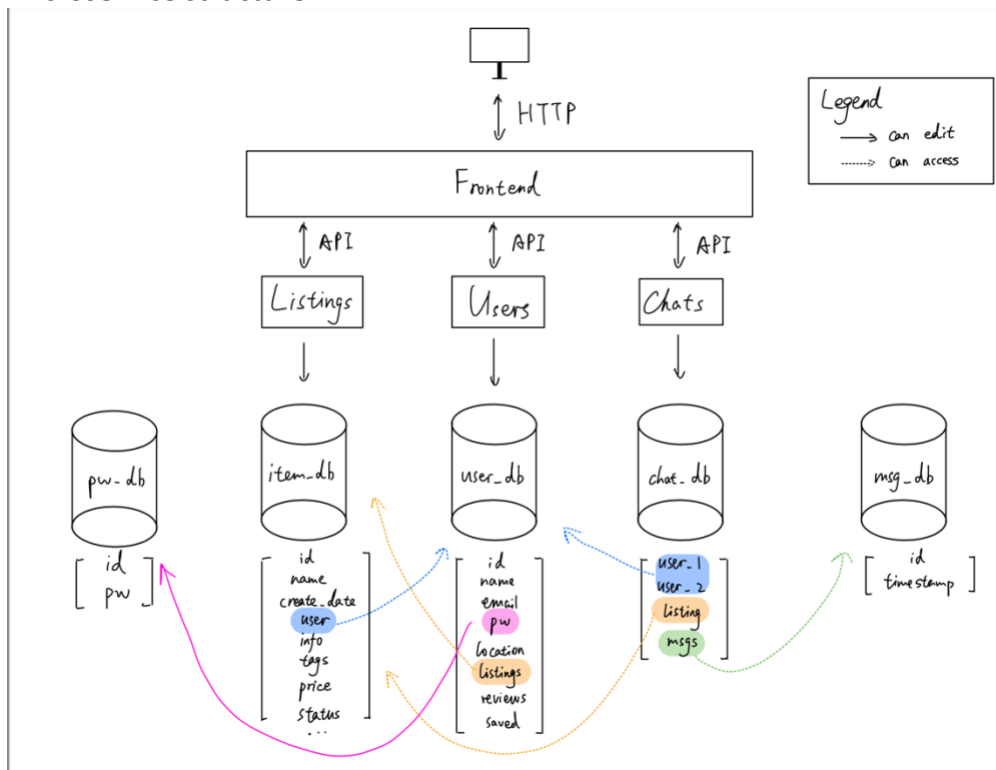 HTTP
Legend
can edit
can access
Frontend
API
API
API
Listings
Users
Chats
pw_db
item_db
user_db
chat_db
msg_db
id
pw
id
name
create_date
user
info
tags
price
status
...
id
name
email
pw
location
listings
reviews
saved
user_1
user_2
listing
msgs
id
timestamp